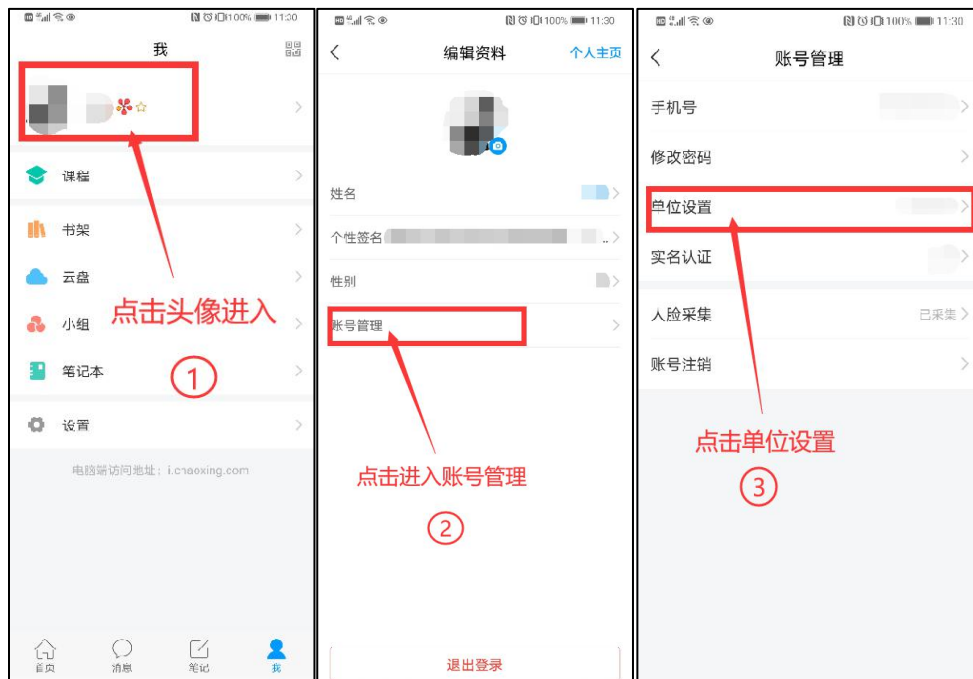 100% 11:30
我
课程
书架
云盘
小组
笔记本
设置
电脑端访问地址：i.chaoxing.com
点击头像进入
①
首页
消息
笔记
我
100% 11:30
编辑资料
个人主页
姓名
个性签名
..
性别
账号管理
点击进入账号管理
②
退出登录
100% 11:30
账号管理
手机号
修改密码
单位设置
实名认证
人脸采集 已采集
账号注销
点击单位设置
③